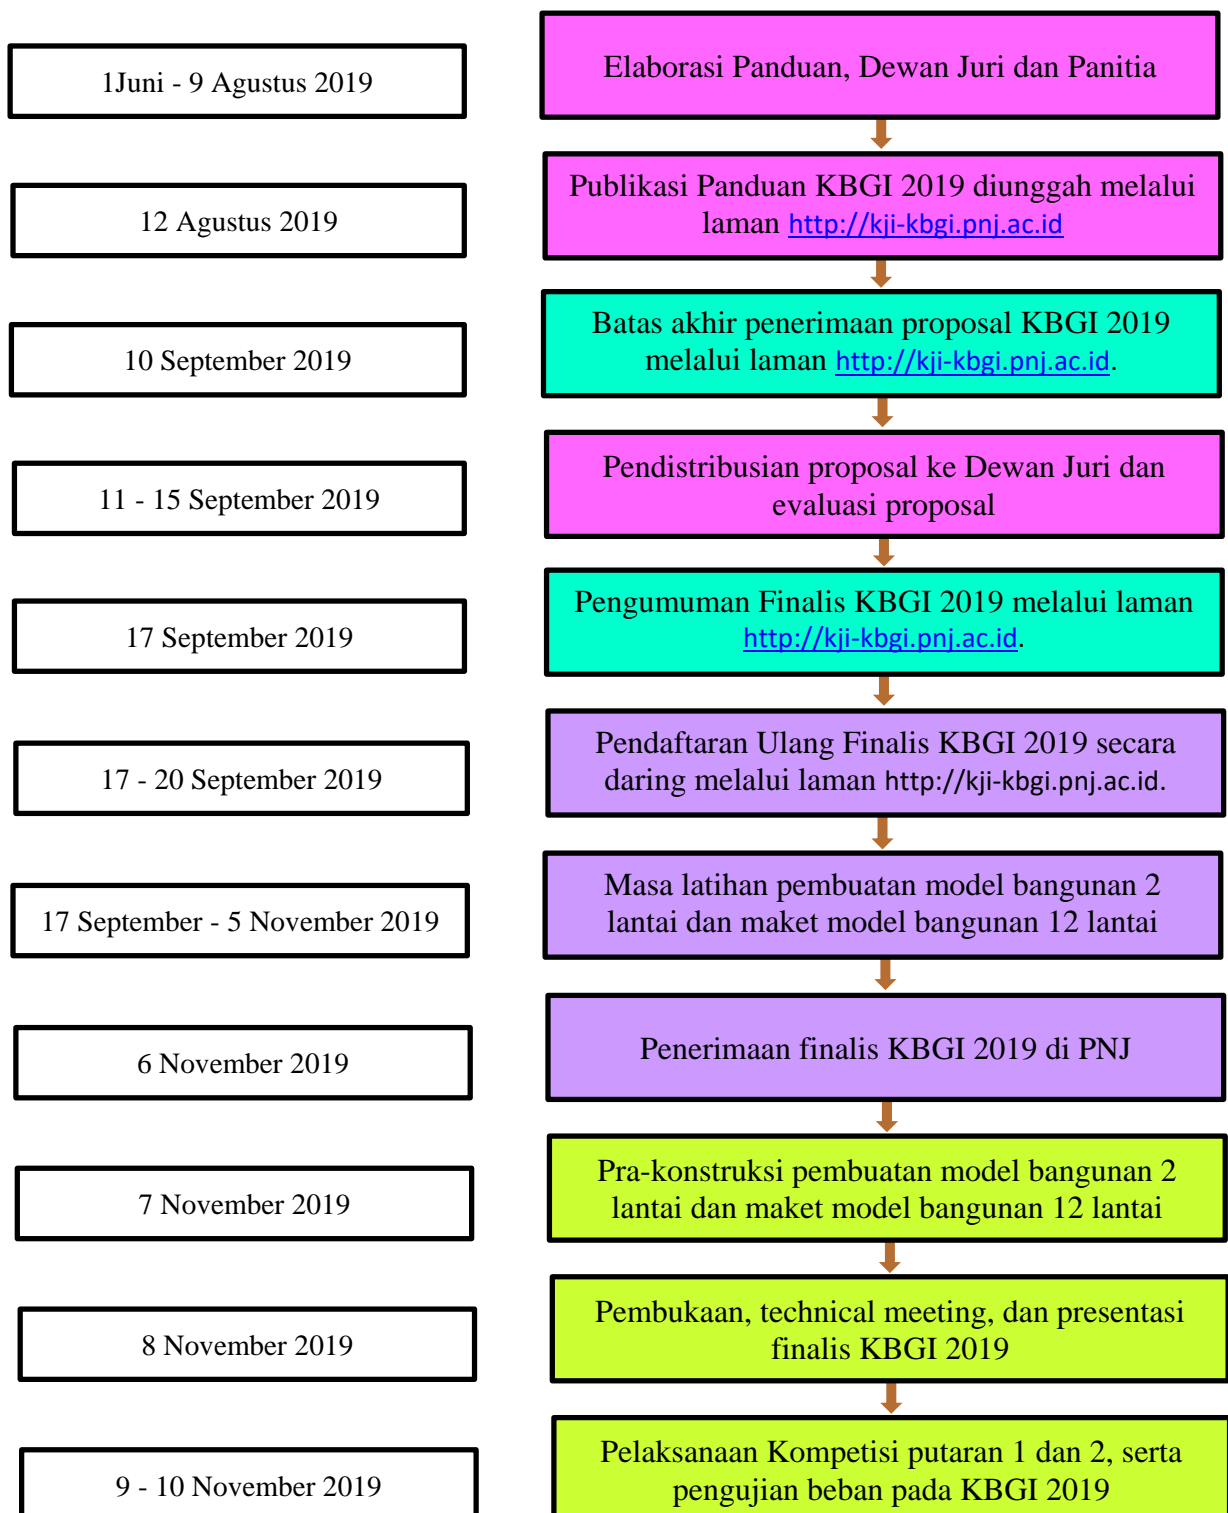 1Juni - 9 Agustus 2019
Elaborasi Panduan, Dewan Juri dan Panitia
12 Agustus 2019
Publikasi Panduan KBGI 2019 diunggah melalui
laman http://kji-kbgi.pnj.ac.id
10 September 2019
Batas akhir penerimaan proposal KBGI 2019
melalui laman http://kji-kbgi.pnj.ac.id.
11 - 15 September 2019
Pendistribusian proposal ke Dewan Juri dan
evaluasi proposal
17 September 2019
Pengumuman Finalis KBGI 2019 melalui laman
http://kji-kbgi.pnj.ac.id.
17 - 20 September 2019
Pendaftaran Ulang Finalis KBGI 2019 secara
daring melalui laman http://kji-kbgi.pnj.ac.id.
17 September - 5 November 2019
Masa latihan pembuatan model bangunan 2
lantai dan maket model bangunan 12 lantai
6 November 2019
Penerimaan finalis KBGI 2019 di PNJ
7 November 2019
Pra-konstruksi pembuatan model bangunan 2
lantai dan maket model bangunan 12 lantai
8 November 2019
Pembukaan, technical meeting, dan presentasi
finalis KBGI 2019
9 - 10 November 2019
Pelaksanaan Kompetisi putaran 1 dan 2, serta
pengujian beban pada KBGI 2019